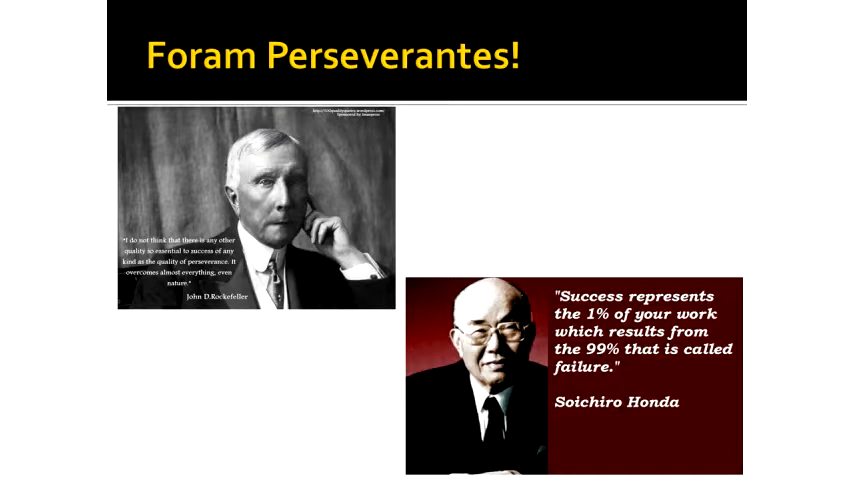 Foram Perseverantes!
"I do not think that there is any other
quality so essential to success of any
kind as the quality of perseverance. It
overcomes almost everything, even
nature."
John D.Rockefeller
"Success represents
the 1% of your work
which results from
the 99% that is called
failure."
Soichiro Honda